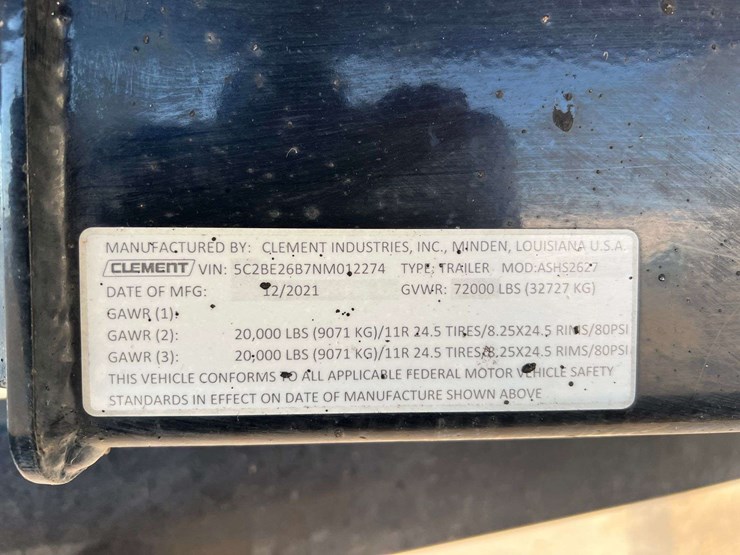 MANUFACTURED BY: CLEMENT INDUSTRIES, INC., MINDEN, LOUISIANA U.S.A.
CLEMENT VIN: 5C2BE26B7NM012274 TYPE: TRAILER MOD:ASHS2627
DATE OF MFG: 12/2021 GVWR: 72000 LBS (32727 KG)
GAWR (1):
GAWR (2): 20,000 LBS (9071 KG)/11R 24.5 TIRES/8.25X24.5 RIMS/80PSI
GAWR (3): 20,000 LBS (9071 KG)/11R 24.5 TIRES/8.25X24.5 RIMS/80PSI
THIS VEHICLE CONFORMS TO ALL APPLICABLE FEDERAL MOTOR VEHICLE SAFETY
STANDARDS IN EFFECT ON DATE OF MANUFACTURE SHOWN ABOVE